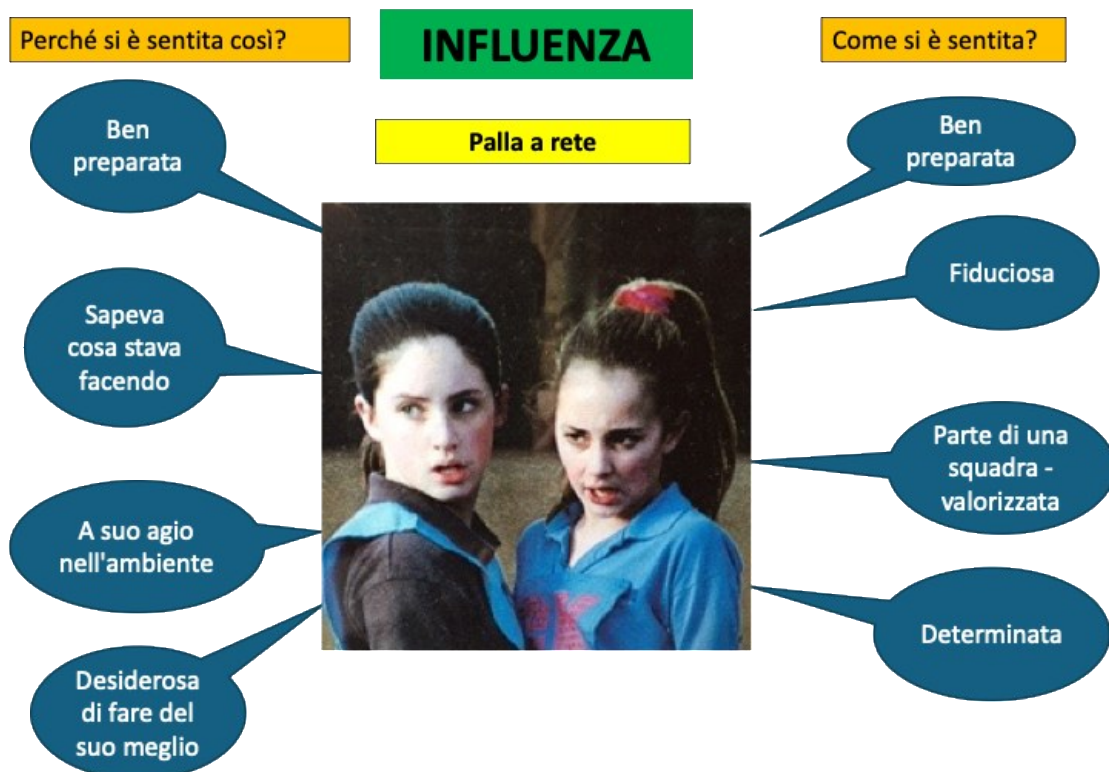 Perché si è sentita così?
INFLUENZA
Come si è sentita?
Palla a rete
Ben
preparata
Sapeva
cosa stava
facendo
A suo agio
nell'ambiente
Desiderosa
di fare del
suo meglio
Ben
preparata
Fiduciosa
Parte di una
squadra -
valorizzata
Determinata